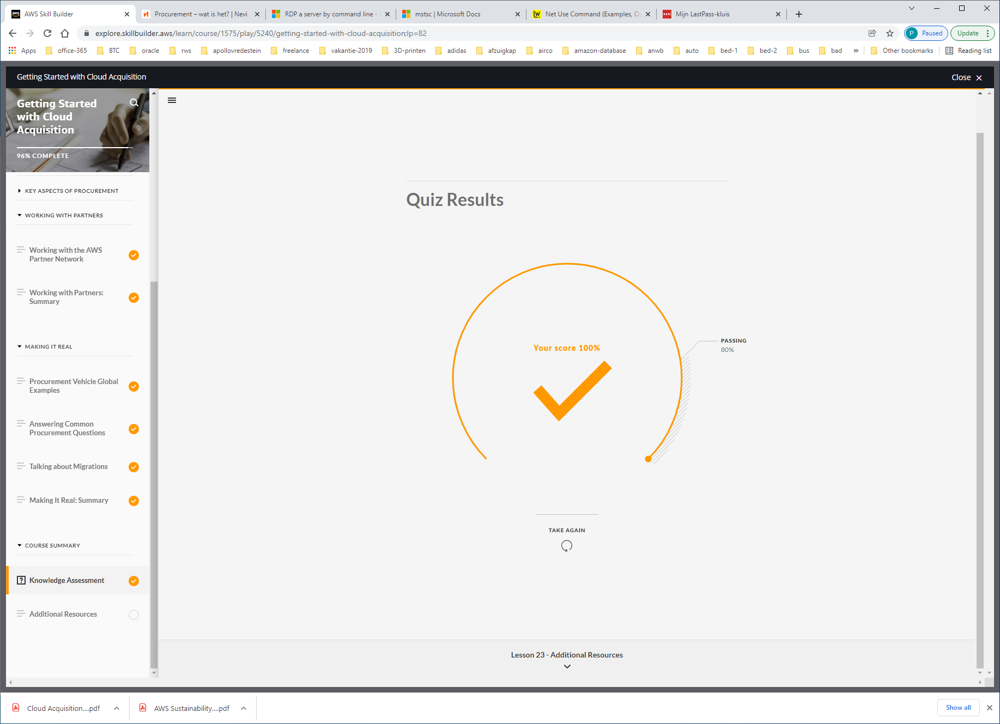 aws
AWS Skill Builder
Procurement – wat is het? | Nevi
RDP a server by command line -
mstsc | Microsoft Docs
Net Use Command (Examples, O
Mijn LastPass-kluis
explore.skillbuilder.aws/learn/course/1575/play/5240/getting-started-with-cloud-acquisition;lp=82
P Paused
Update
Apps
office-365
BTC
oracle
rws
apollovredestein
freelance
vakantie-2019
3D-printen
adidas
afzuigkap
airco
amazon-database
anwb
auto
bed-1
bed-2
bus
bad
»
Other bookmarks
Reading list
Getting Started with Cloud Acquisition
Close
Getting Started
with Cloud
Acquisition
96% COMPLETE
KEY ASPECTS OF PROCUREMENT
WORKING WITH PARTNERS
Working with the AWS
Partner Network
Working with Partners:
Summary
MAKING IT REAL
Procurement Vehicle Global
Examples
Answering Common
Procurement Questions
Talking about Migrations
Making It Real: Summary
COURSE SUMMARY
? Knowledge Assessment
Additional Resources
Quiz Results
Your score 100%
PASSING
80%
TAKE AGAIN
Lesson 23 - Additional Resources
Cloud Acquisition....pdf
AWS Sustainability....pdf
Show all